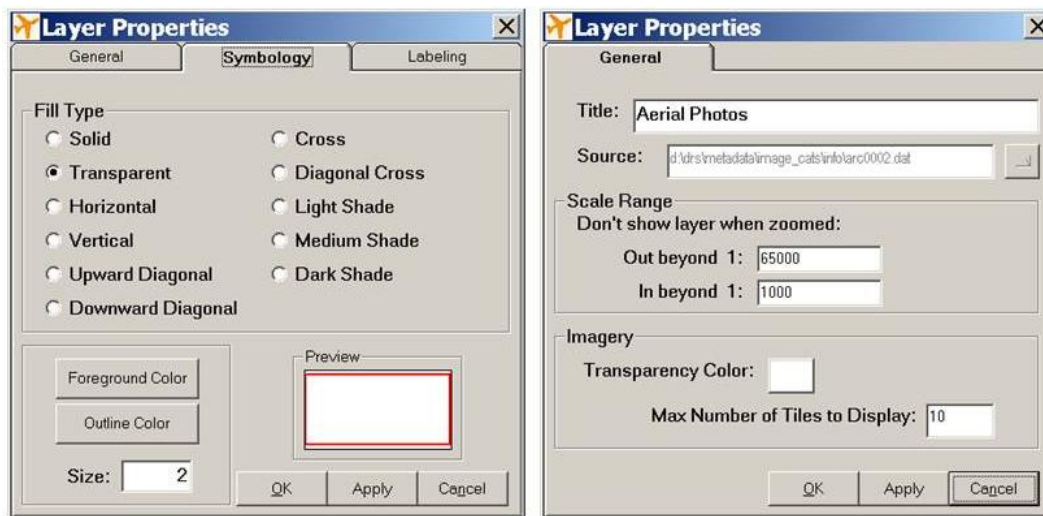 Layer Properties
General Symbology Labeling
Fill Type
Solid Cross
Transparent Diagonal Cross
Horizontal Light Shade
Vertical Medium Shade
Upward Diagonal Dark Shade
Downward Diagonal
Foreground Color
Outline Color
Size: 2
Preview
OK Apply Cancel
Layer Properties
General
Title: Aerial Photos
Source: d:\drs\metadata\image_cats\info\arc0002.dat
Scale Range
Don't show layer when zoomed:
Out beyond 1: 65000
In beyond 1: 1000
Imagery
Transparency Color:
Max Number of Tiles to Display: 10
OK Apply Cancel